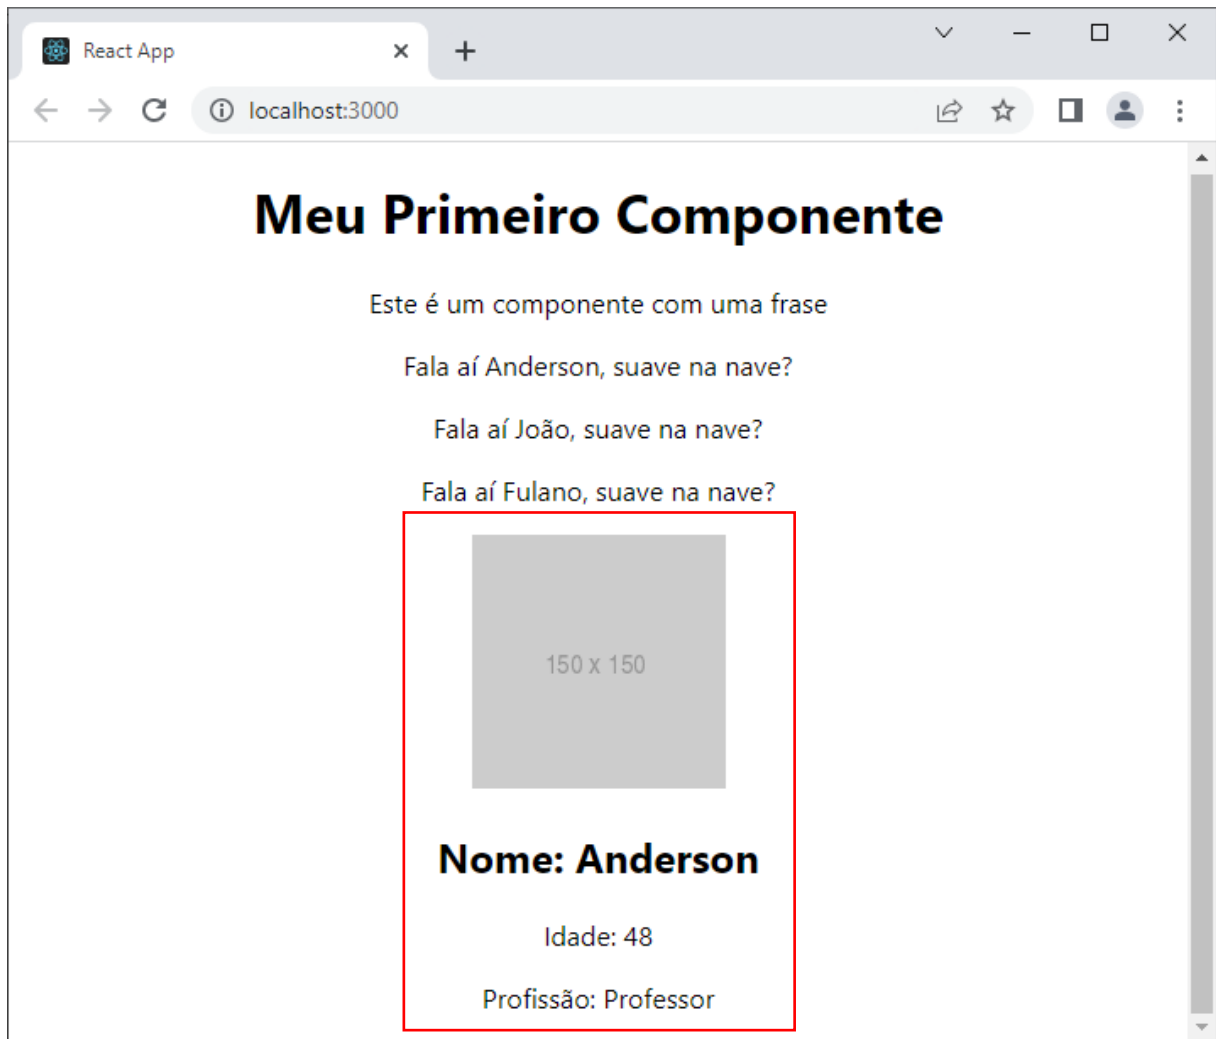 React App
localhost:3000
Meu Primeiro Componente
Este é um componente com uma frase
Fala aí Anderson, suave na nave?
Fala aí João, suave na nave?
Fala aí Fulano, suave na nave?
150 x 150
Nome: Anderson
Idade: 48
Profissão: Professor